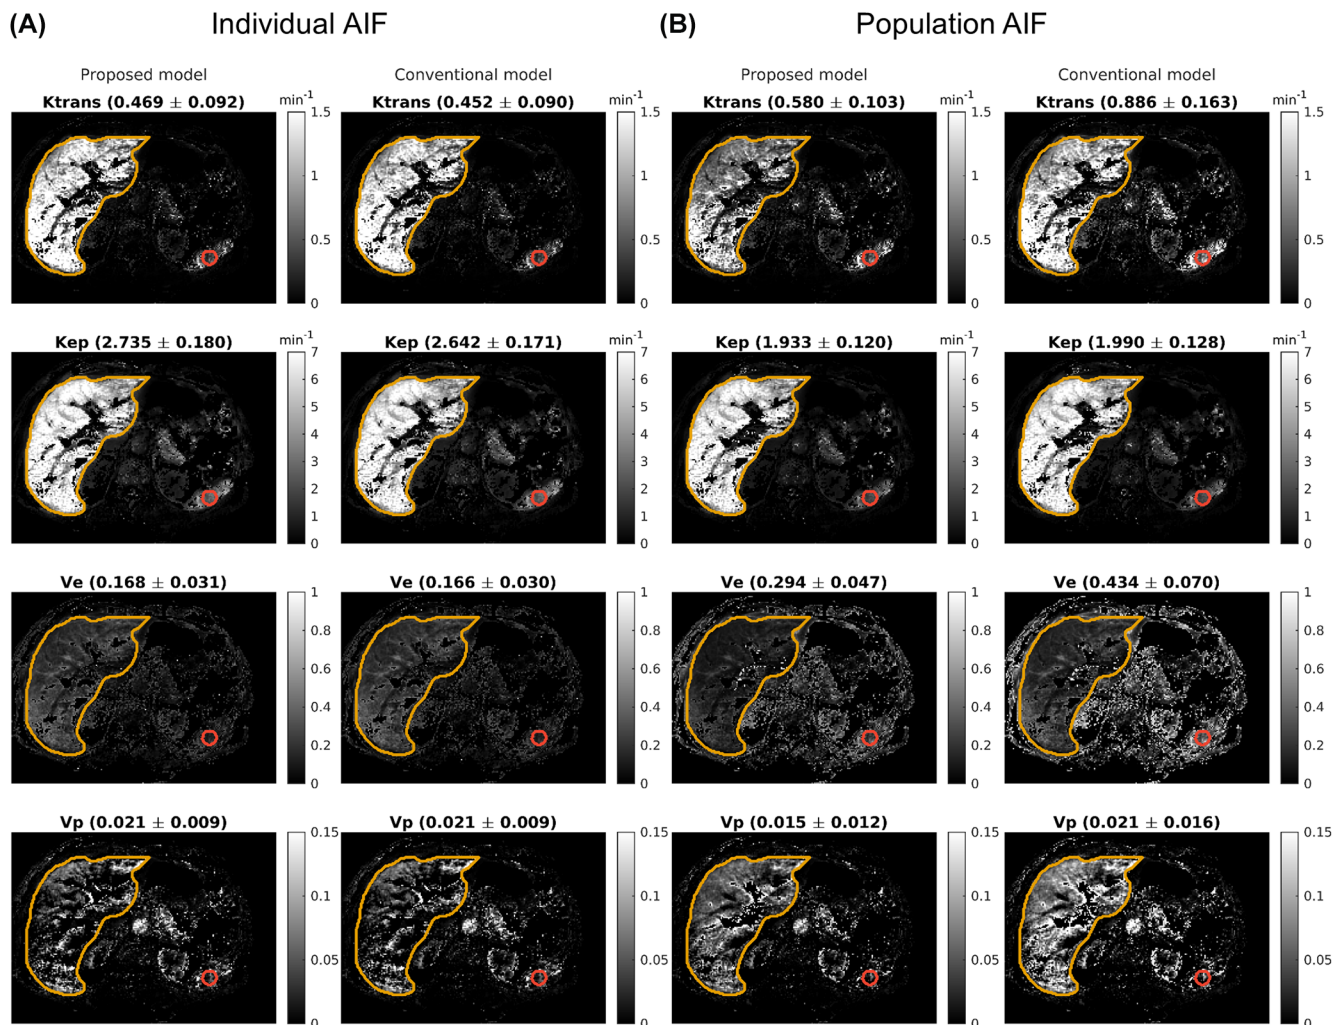 (A) Individual AIF (B) Population AIF
Proposed model Conventional model Proposed model Conventional model
Ktrans (0.469 ± 0.092) min-1 Ktrans (0.452 ± 0.090) min-1 Ktrans (0.580 ± 0.103) min-1 Ktrans (0.886 ± 0.163) min-1
1.5 1.5 1.5 1.5
1 1 1 1
0.5 0.5 0.5 0.5
0 0 0 0
Kep (2.735 ± 0.180) min-1 Kep (2.642 ± 0.171) min-1 Kep (1.933 ± 0.120) min-1 Kep (1.990 ± 0.128) min-1
7 7 7 7
6 6 6 6
5 5 5 5
4 4 4 4
3 3 3 3
2 2 2 2
1 1 1 1
0 0 0 0
Ve (0.168 ± 0.031) Ve (0.166 ± 0.030) Ve (0.294 ± 0.047) Ve (0.434 ± 0.070)
1 1 1 1
0.8 0.8 0.8 0.8
0.6 0.6 0.6 0.6
0.4 0.4 0.4 0.4
0.2 0.2 0.2 0.2
0 0 0 0
Vp (0.021 ± 0.009) Vp (0.021 ± 0.009) Vp (0.015 ± 0.012) Vp (0.021 ± 0.016)
0.15 0.15 0.15 0.15
0.1 0.1 0.1 0.1
0.05 0.05 0.05 0.05
0 0 0 0